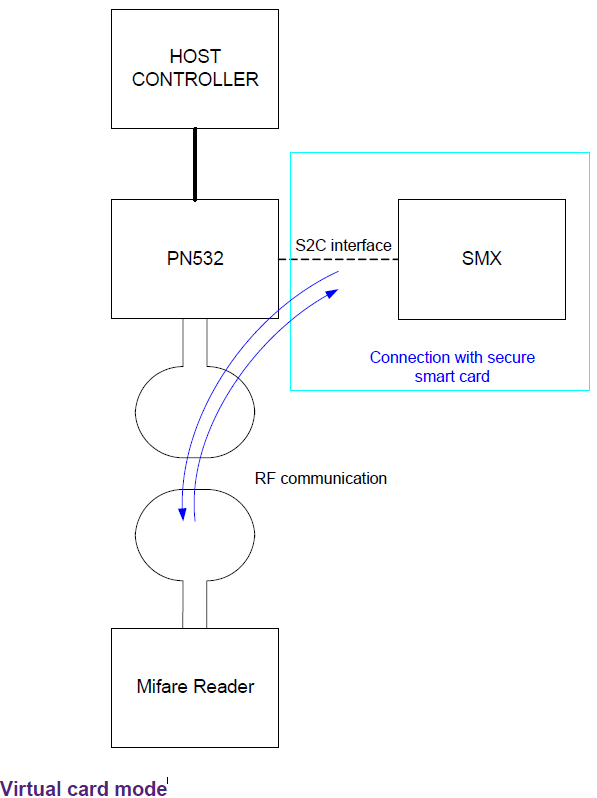 HOST
CONTROLLER
PN532
S2C interface
SMX
Connection with secure
smart card
RF communication
Mifare Reader
Virtual card mode